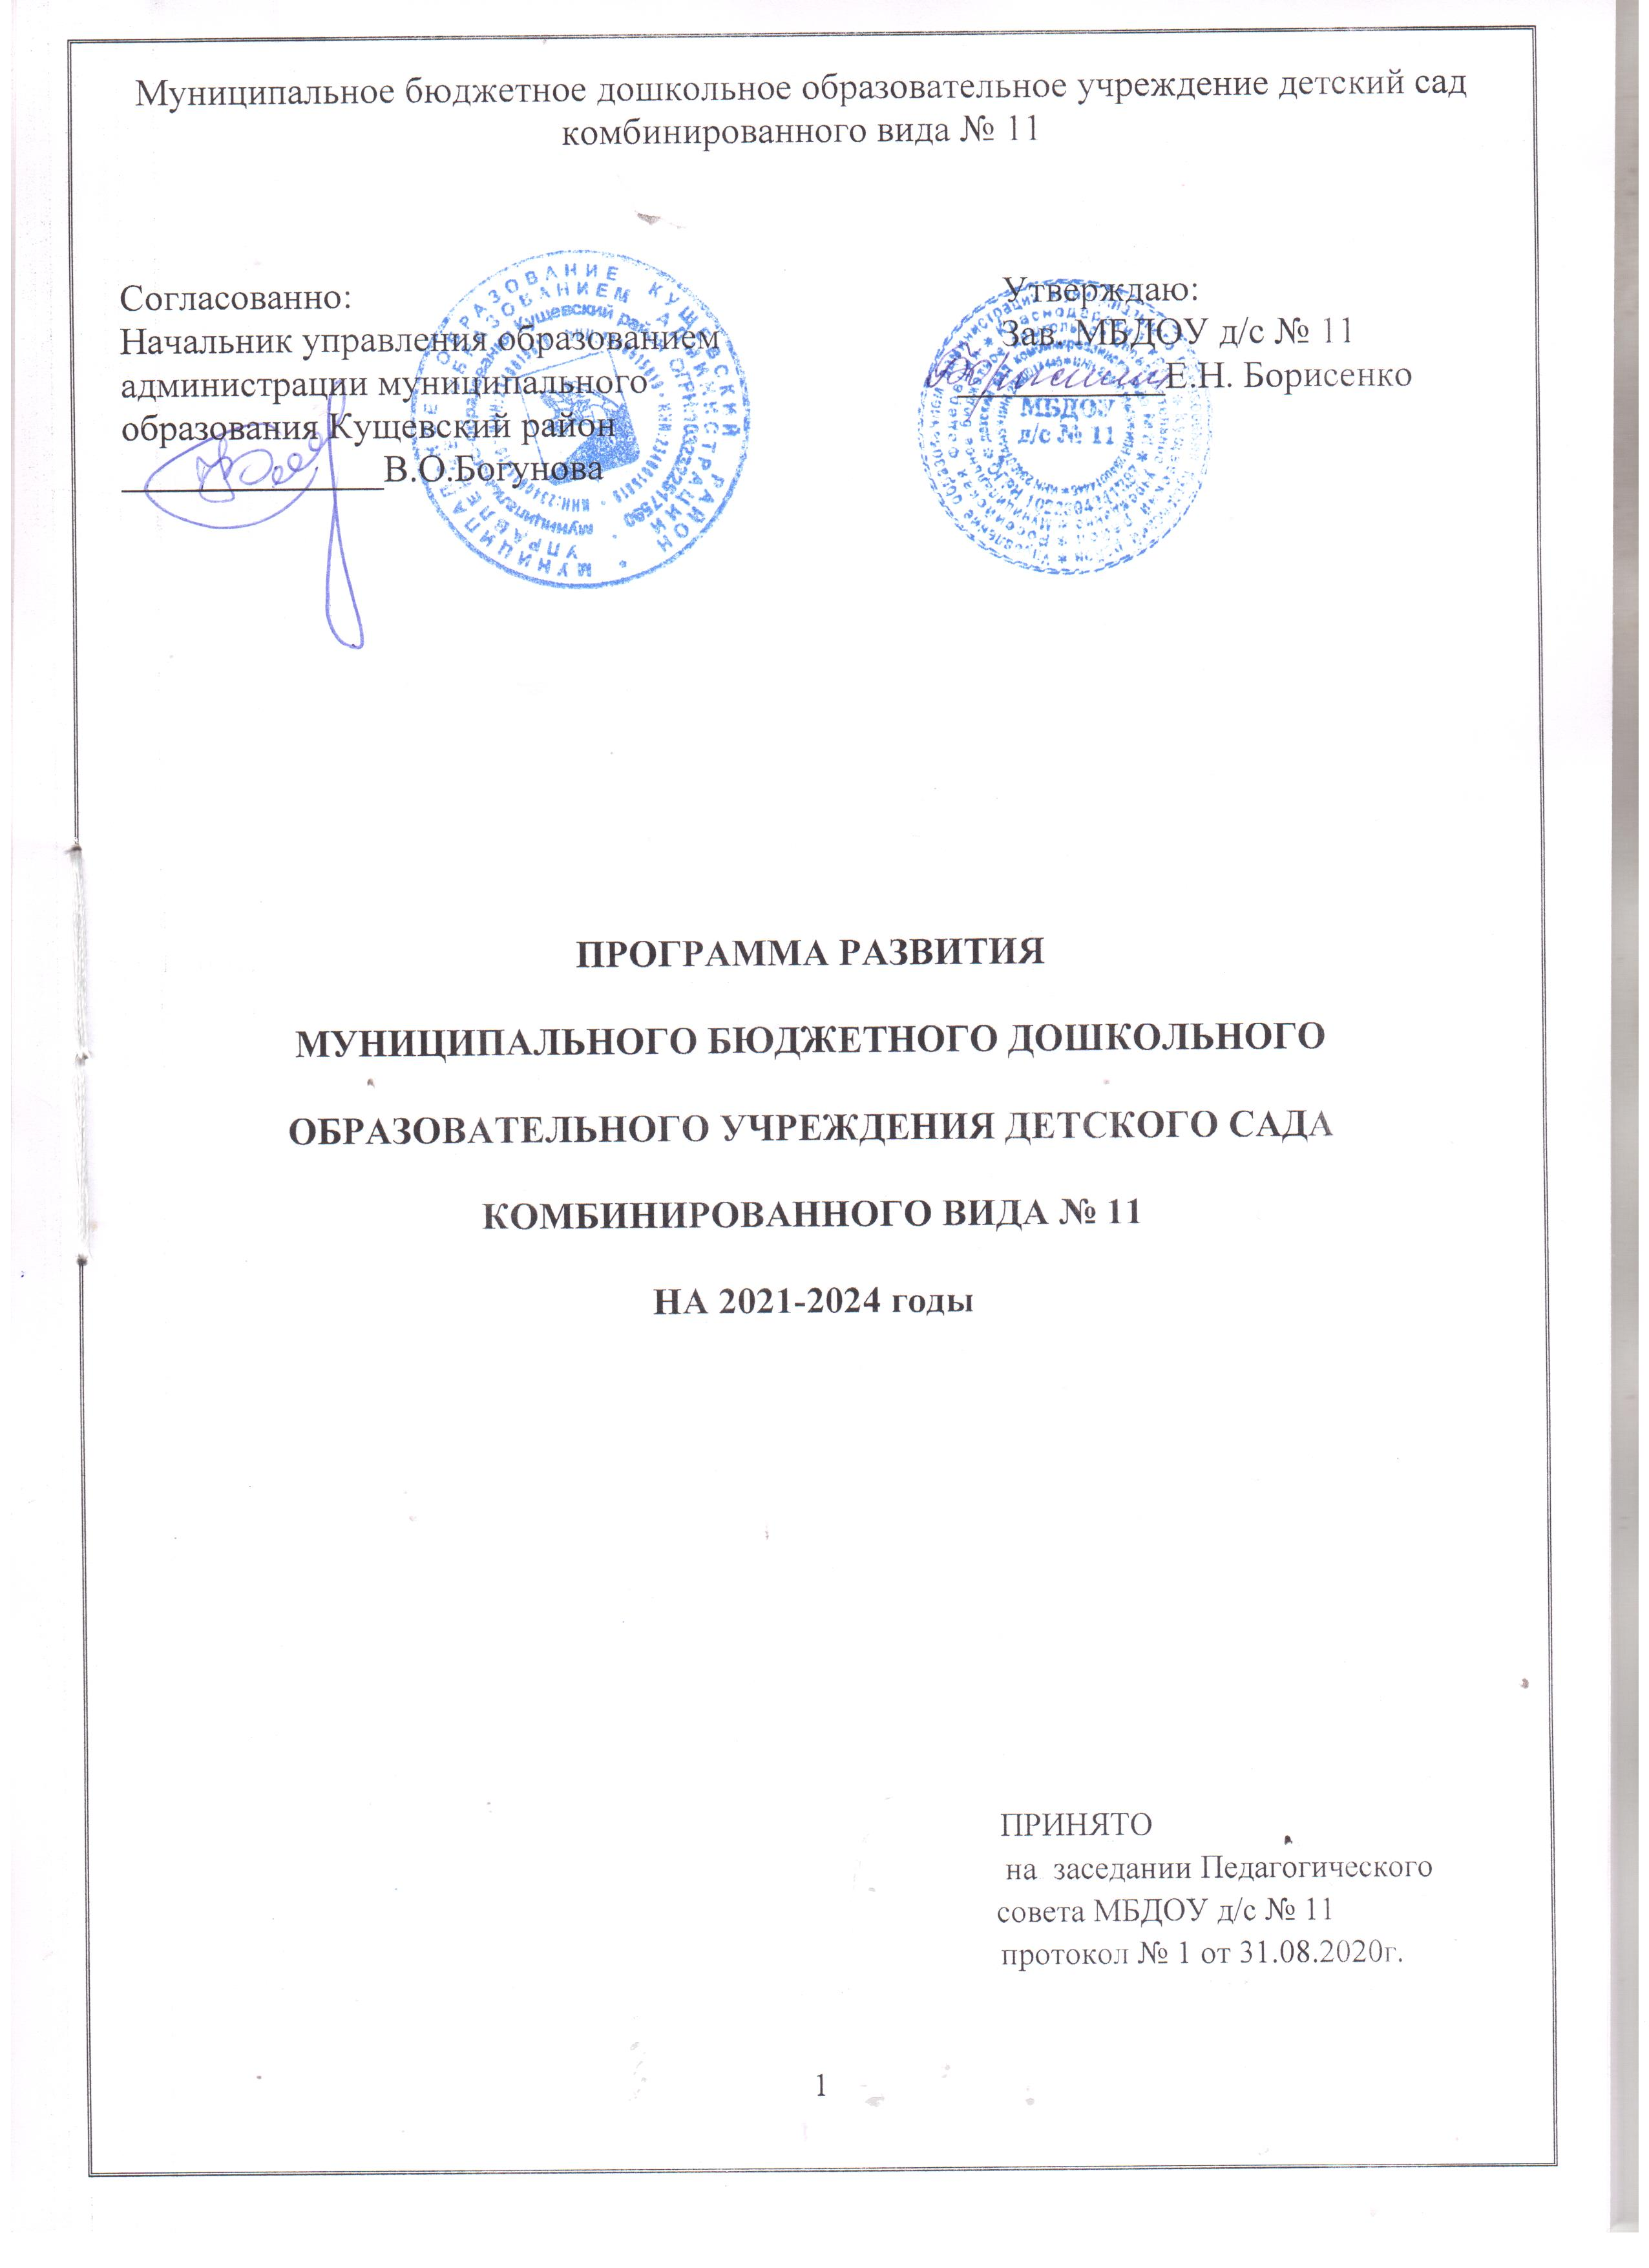 Муниципальное бюджетное дошкольное образовательное учреждение детский сад
комбинированного вида № 11
Согласованно:
Начальник управления образованием
администрации муниципального
образования Кущевский район
В.О.Богунова
Утверждаю:
Зав. МБДОУ д/с № 11
Е.Н. Борисенко
МБДОУ
д/с № 11
ПРОГРАММА РАЗВИТИЯ
МУНИЦИПАЛЬНОГО БЮДЖЕТНОГО ДОШКОЛЬНОГО
ОБРАЗОВАТЕЛЬНОГО УЧРЕЖДЕНИЯ ДЕТСКОГО САДА
КОМБИНИРОВАННОГО ВИДА № 11
НА 2021-2024 годы
ПРИНЯТО
на заседании Педагогического
совета МБДОУ д/с № 11
протокол № 1 от 31.08.2020г.
1